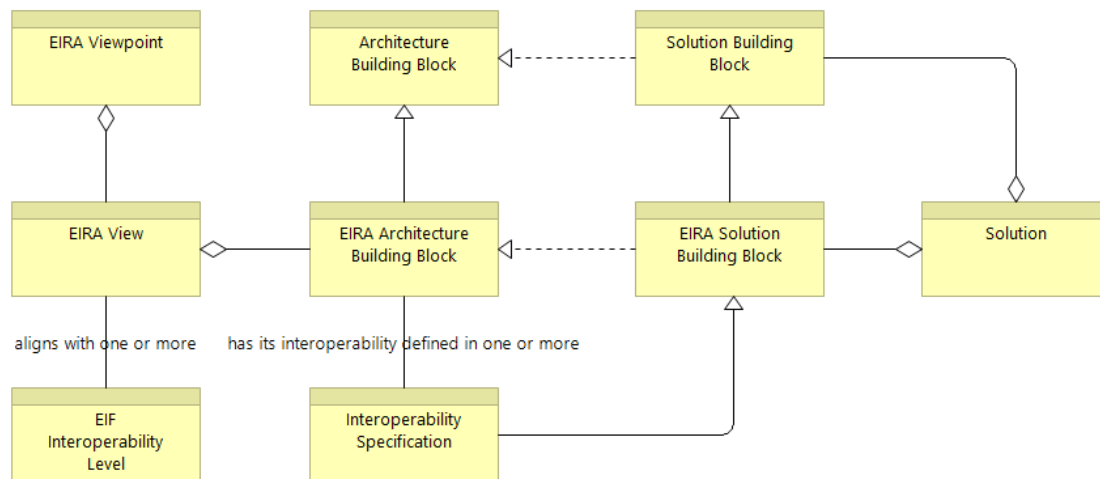 EIRA Viewpoint
Architecture
Building Block
Solution Building
Block
EIRA View
EIRA Architecture
Building Block
EIRA Solution
Building Block
Solution
aligns with one or more
has its interoperability defined in one or more
EIF
Interoperability
Level
Interoperability
Specification